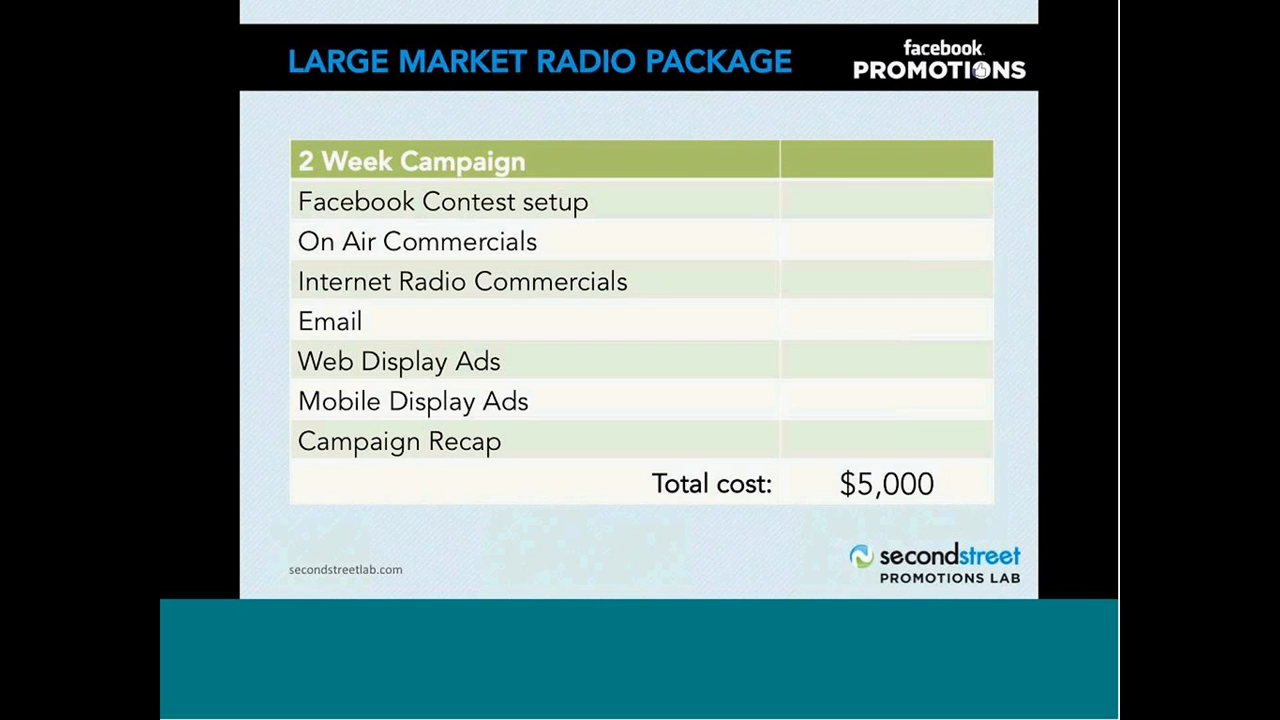 LARGE MARKET RADIO PACKAGE
facebook
PROMOTIONS
2 Week Campaign
Facebook Contest setup
On Air Commercials
Internet Radio Commercials
Email
Web Display Ads
Mobile Display Ads
Campaign Recap
Total cost: $5,000
secondstreetlab.com
secondstreet
PROMOTIONS LAB